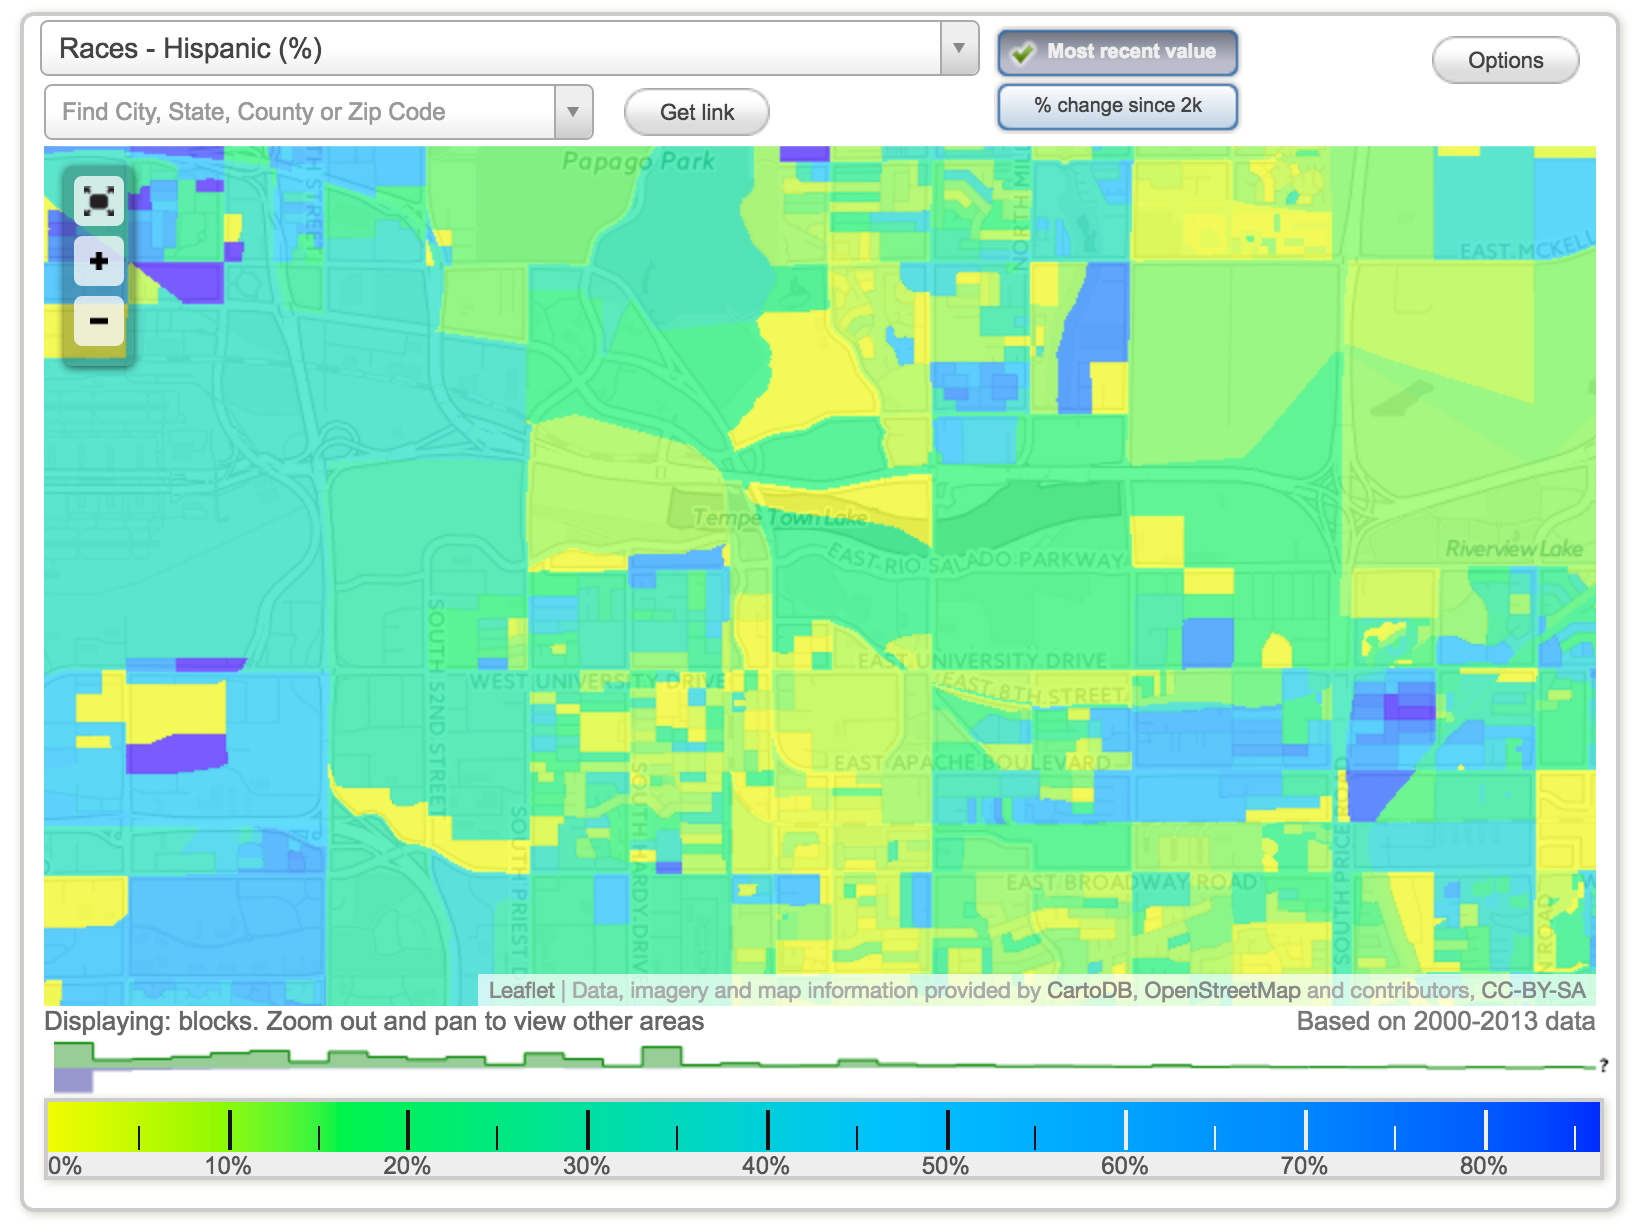 Races - Hispanic (%)
Most recent value
Options
Find City, State, County or Zip Code
Get link
% change since 2k
Papago Park
TH STREET
NORTH MILL
EAST MCKELL
+
−
Tempe Town Lake
EAST RIO SALADO PARKWAY
Riverview Lake
SOUTH 52ND STREET
WEST UNIVERSITY DRIVE
EAST UNIVERSITY DRIVE
EAST 8TH STREET
EAST APACHE BOULEVARD
SOUTH PRIEST D
SOUTH HARDY DRIV
SOUTH PRICE ROAD
EAST BROADWAY ROAD
W
N ROAD
Leaflet | Data, imagery and map information provided by CartoDB, OpenStreetMap and contributors, CC-BY-SA
Displaying: blocks. Zoom out and pan to view other areas
Based on 2000-2013 data
?
0% 10% 20% 30% 40% 50% 60% 70% 80%